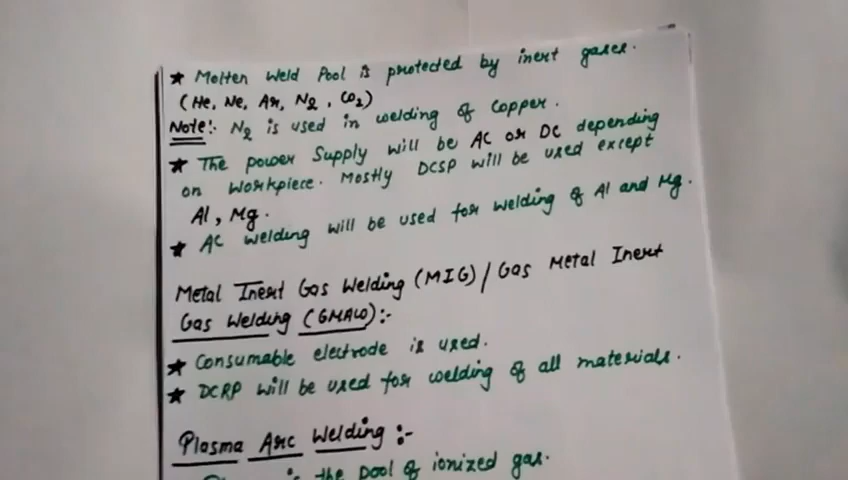 ★ Molten weld Pool is protected by inert gases.
(He, Ne, Ar, N2, CO2)
Note:- N2 is used in welding of Copper.
★ The power Supply will be AC or DC depending
on workpiece. Mostly DCSP will be used except
Al, Mg.
★ AC welding will be used for welding of Al and Mg.
Metal Inert Gas Welding (MIG) / Gas Metal Inert
Gas Welding (GMAW):-
★ Consumable electrode is used.
★ DCRP will be used for welding of all materials.
Plasma Arc Welding :-
is the pool of ionized gas.